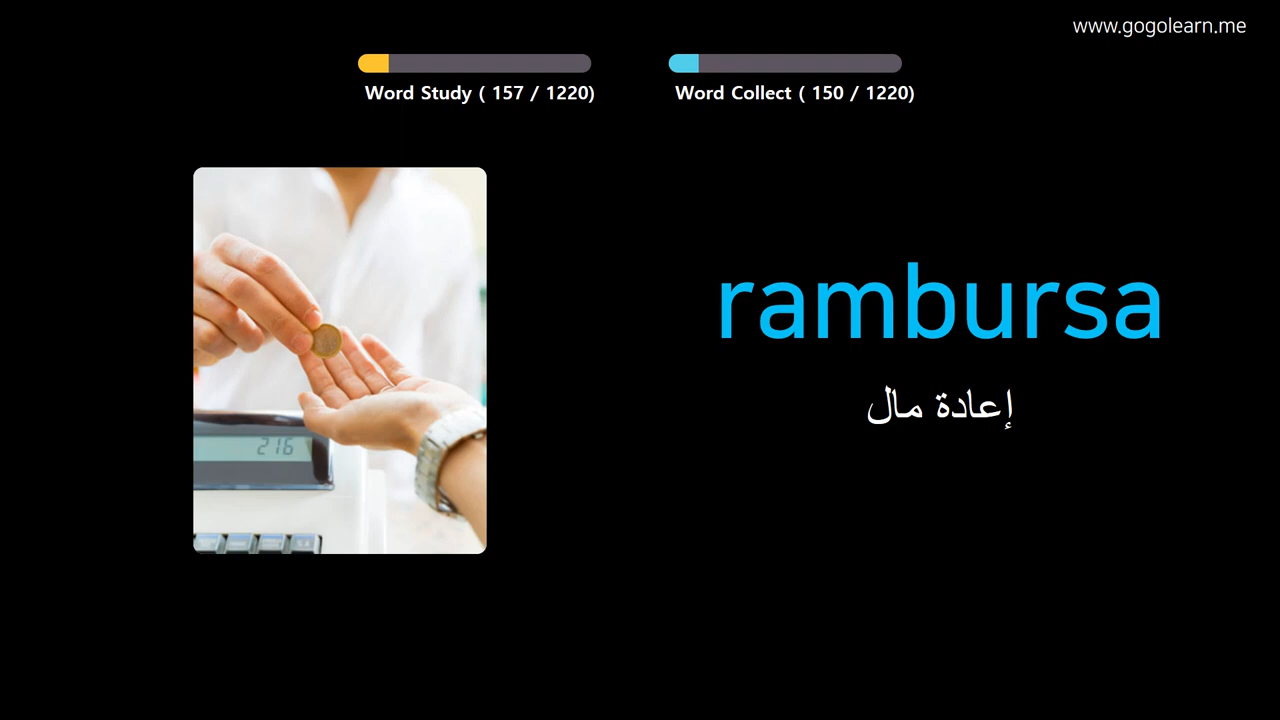 www.gogolearn.me
Word Study ( 157 / 1220)
Word Collect ( 150 / 1220)
rambursa
إعادة مال
216